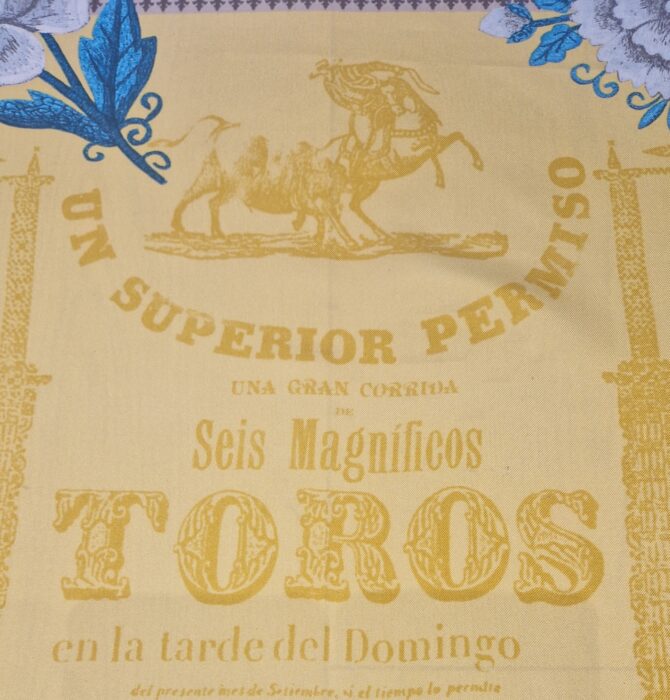 UN SUPERIOR PERMISO
UNA GRAN CORRIDA
DE
Seis Magníficos
TOROS
en la tarde del Domingo
del presente mes de Setiembre, si el tiempo lo permite